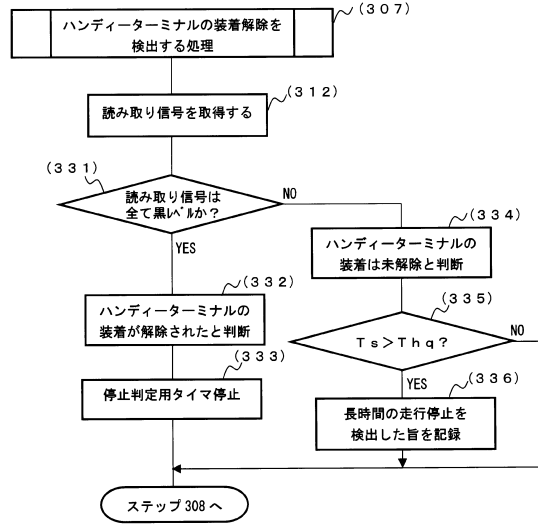 (307)
ハンディーターミナルの装着解除を
検出する処理
(312)
読み取り信号を取得する
(331)
読み取り信号は
全て黒レベルか?
NO
YES
(332)
ハンディーターミナルの
装着が解除されたと判断
(333)
停止判定用タイマ停止
(334)
ハンディーターミナルの
装着は未解除と判断
(335)
Ts>Thq?
NO
YES
(336)
長時間の走行停止を
検出した旨を記録
ステップ308へ